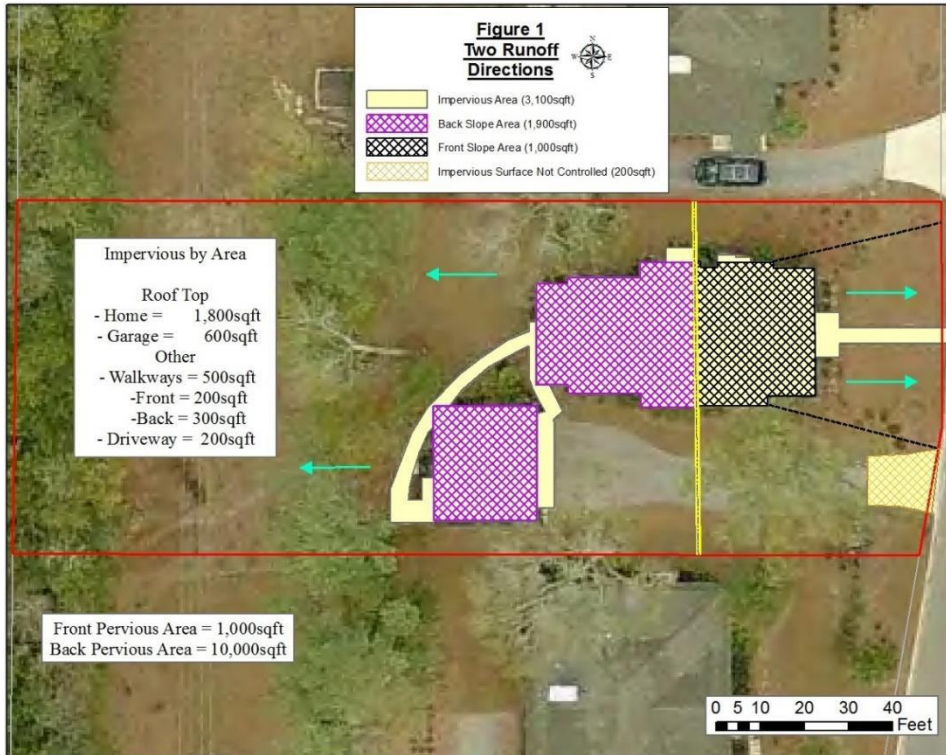 Figure 1
Two Runoff
Directions
N
W E
S
Impervious Area (3,100sqft)
Back Slope Area (1,900sqft)
Front Slope Area (1,000sqft)
Impervious Surface Not Controlled (200sqft)
Impervious by Area
Roof Top
- Home = 1,800sqft
- Garage = 600sqft
Other
- Walkways = 500sqft
-Front = 200sqft
-Back = 300sqft
- Driveway = 200sqft
Front Pervious Area = 1,000sqft
Back Pervious Area = 10,000sqft
0 5 10 20 30 40
Feet